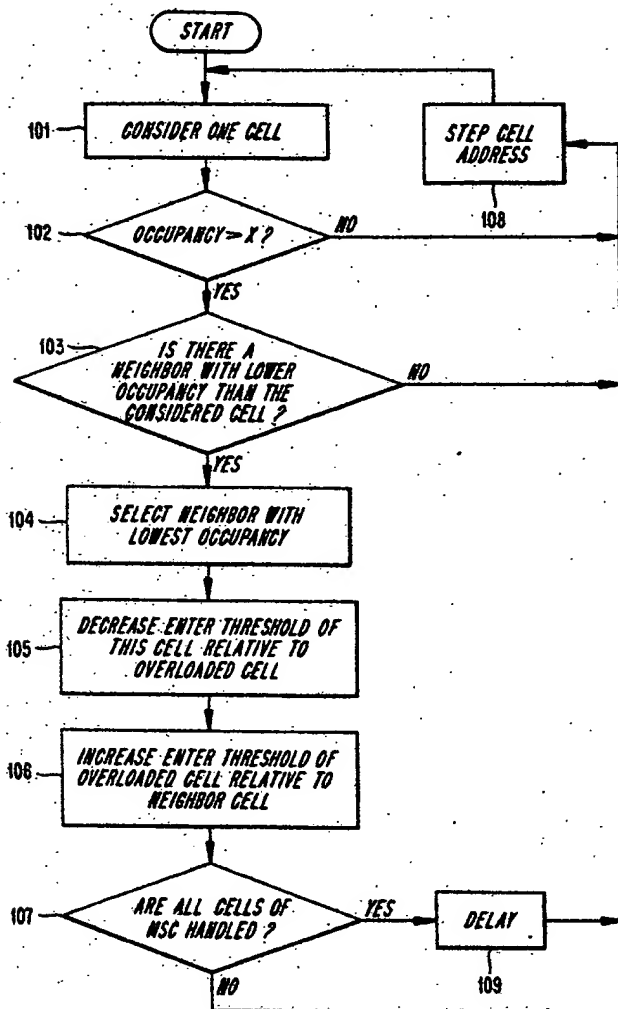 START
101
CONSIDER ONE CELL
STEP CELL
ADDRESS
108
102
OCCUPANCY > X ?
NO
YES
103
IS THERE A
NEIGHBOR WITH LOWER
OCCUPANCY THAN THE
CONSIDERED CELL ?
NO
YES
104
SELECT NEIGHBOR WITH
LOWEST OCCUPANCY
105
DECREASE ENTER THRESHOLD OF
THIS CELL RELATIVE TO
OVERLOADED CELL
106
INCREASE ENTER THRESHOLD OF
OVERLOADED CELL RELATIVE TO
NEIGHBOR CELL
107
ARE ALL CELLS OF
MSC HANDLED ?
YES
DELAY
109
NO